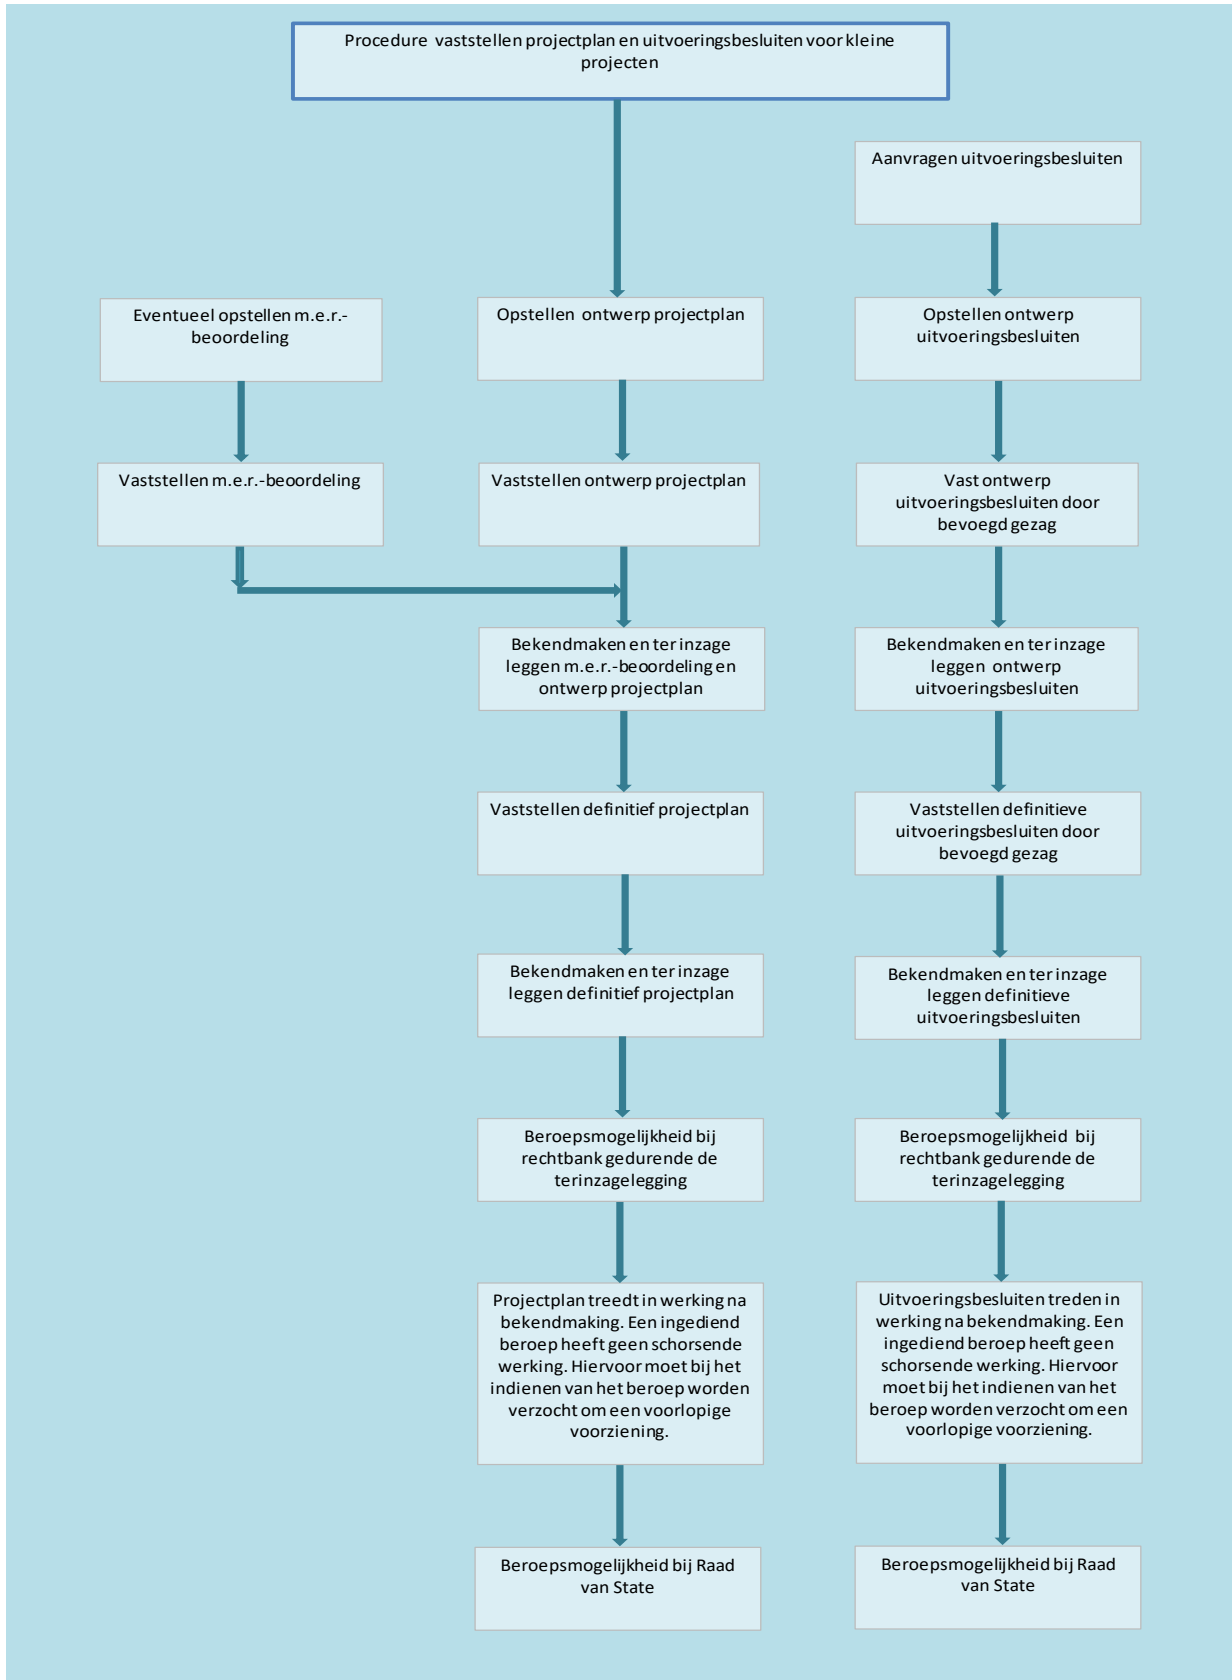 Procedure vaststellen projectplan en uitvoeringsbesluiten voor kleine
projecten
Aanvragen uitvoeringsbesluiten
Eventueel opstellen m.e.r.-
beoordeling
Opstellen ontwerp projectplan
Opstellen ontwerp
uitvoeringsbesluiten
Vaststellen m.e.r.-beoordeling
Vaststellen ontwerp projectplan
Vast ontwerp
uitvoeringsbesluiten door
bevoegd gezag
Bekendmaken en ter inzage
leggen m.e.r.-beoordeling en
ontwerp projectplan
Bekendmaken en ter inzage
leggen ontwerp
uitvoeringsbesluiten
Vaststellen definitief projectplan
Vaststellen definitieve
uitvoeringsbesluiten door
bevoegd gezag
Bekendmaken en ter inzage
leggen definitief projectplan
Bekendmaken en ter inzage
leggen definitieve
uitvoeringsbesluiten
Beroepsmogelijkheid bij
rechtbank gedurende de
terinzagelegging
Beroepsmogelijkheid bij
rechtbank gedurende de
terinzagelegging
Projectplan treedt in werking na
bekendmaking. Een ingediend
beroep heeft geen schorsende
werking. Hiervoor moet bij het
indienen van het beroep worden
verzocht om een voorlopige
voorziening.
Uitvoeringsbesluiten treden in
werking na bekendmaking. Een
ingediend beroep heeft geen
schorsende werking. Hiervoor
moet bij het indienen van het
beroep worden verzocht om een
voorlopige voorziening.
Beroepsmogelijkheid bij Raad
van State
Beroepsmogelijkheid bij Raad
van State